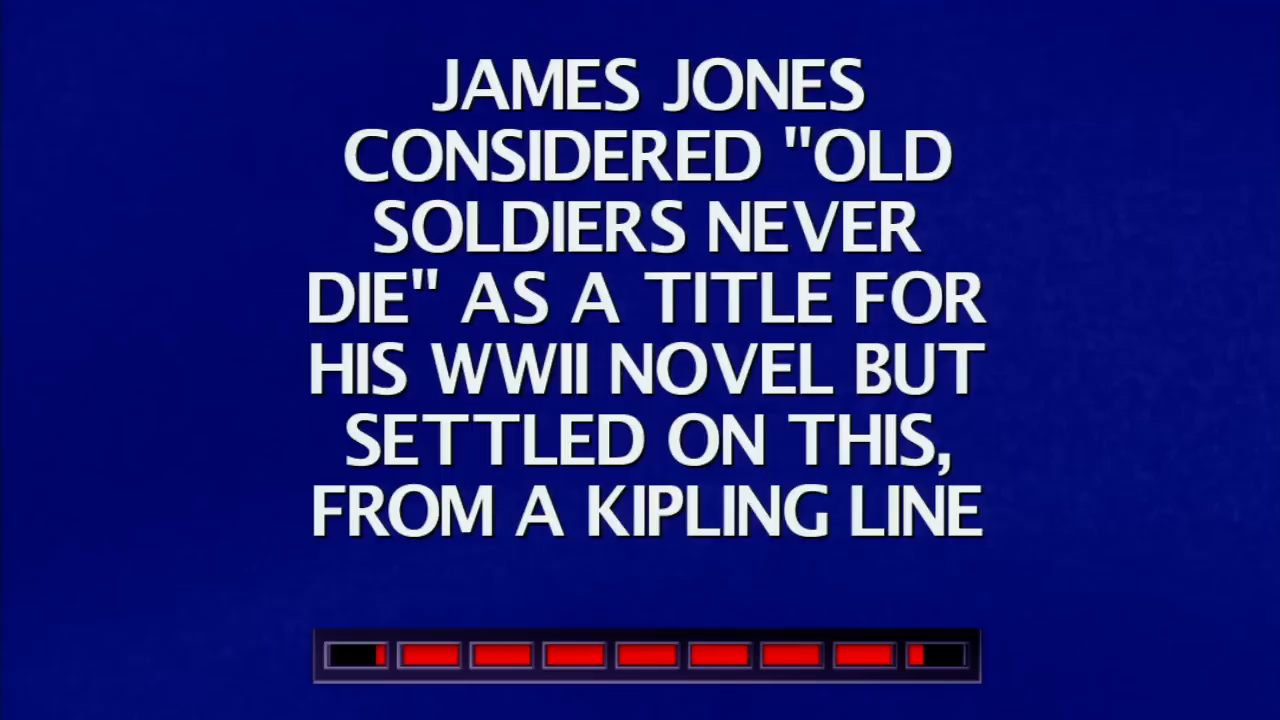 JAMES JONES
CONSIDERED "OLD
SOLDIERS NEVER
DIE" AS A TITLE FOR
HIS WWII NOVEL BUT
SETTLED ON THIS,
FROM A KIPLING LINE